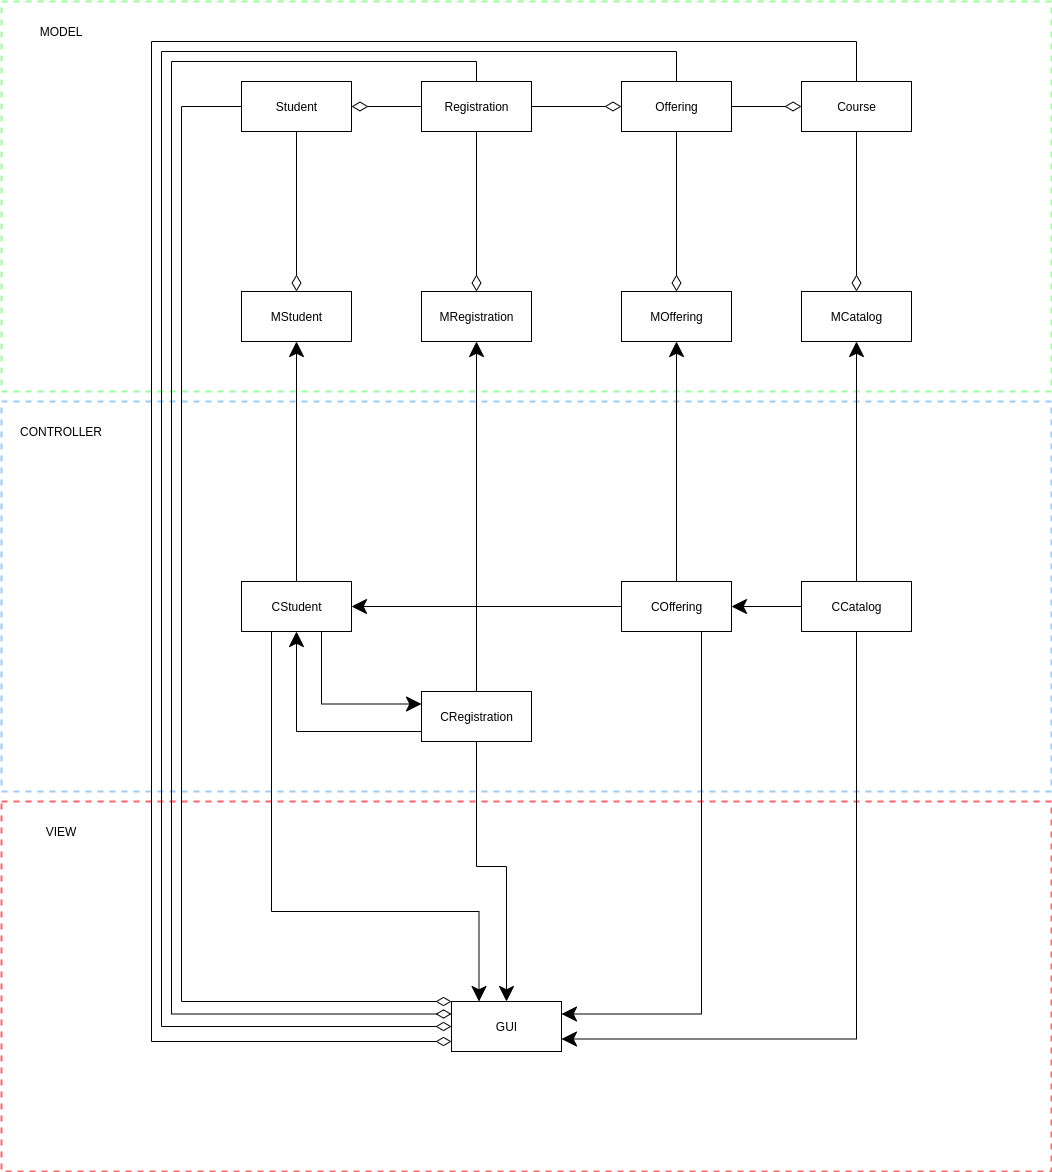 MODEL
Student
Registration
Offering
Course
MStudent
MRegistration
MOffering
MCatalog
CONTROLLER
CStudent
COffering
CCatalog
CRegistration
VIEW
GUI